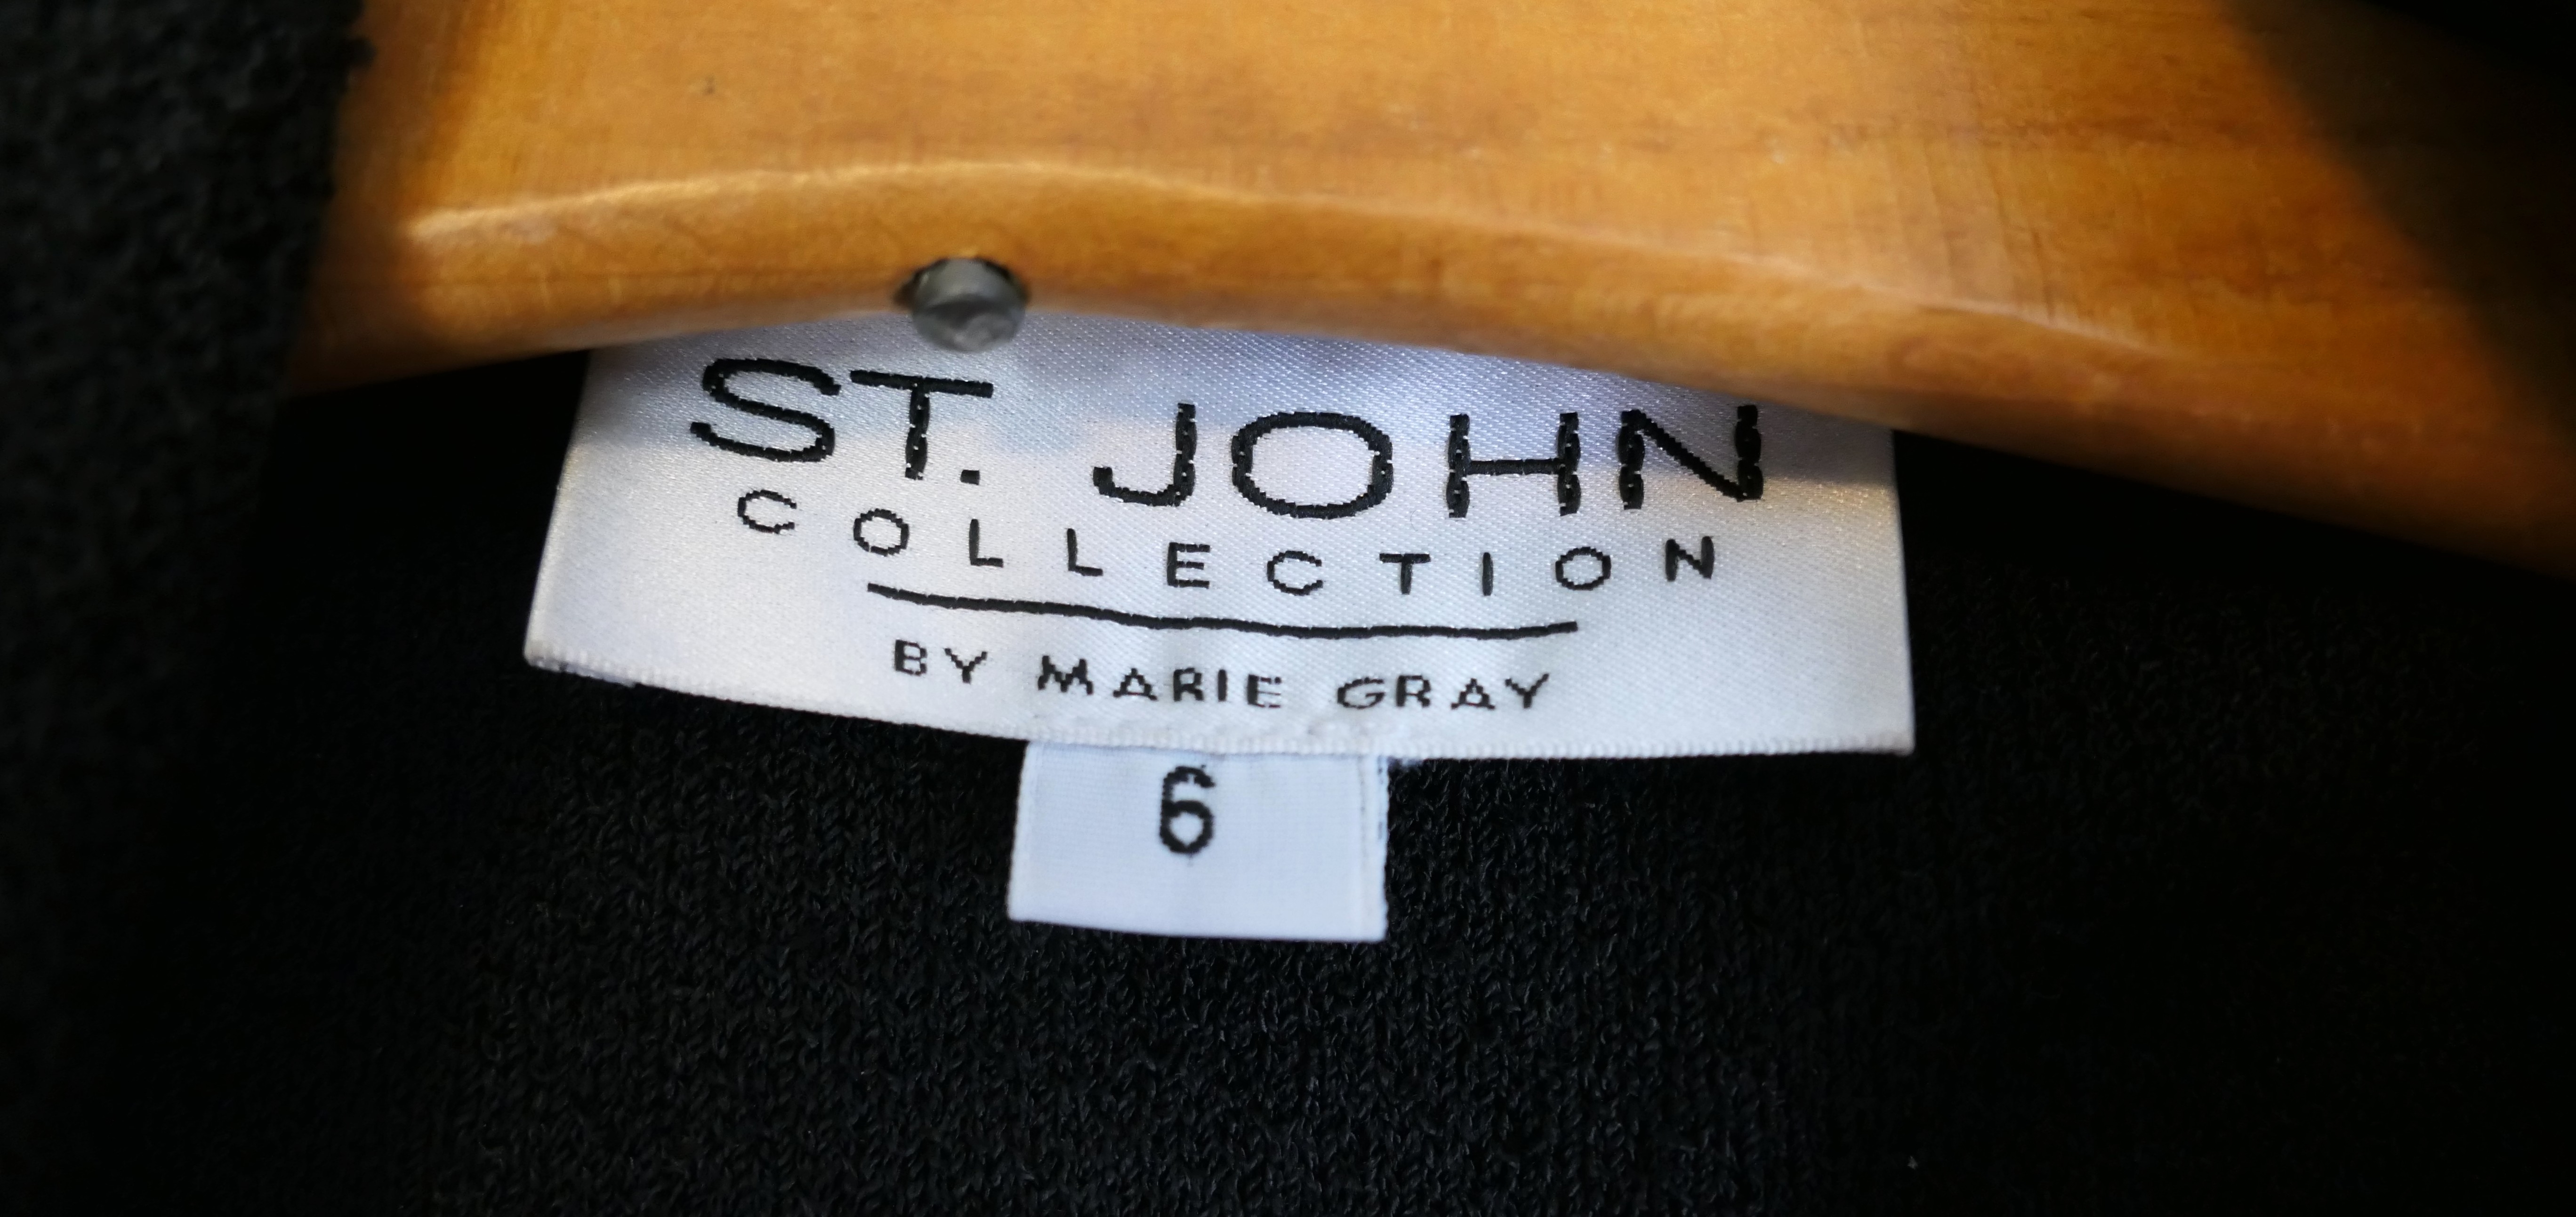 ST. JOHN
COLLECTION
BY MARIE GRAY
6